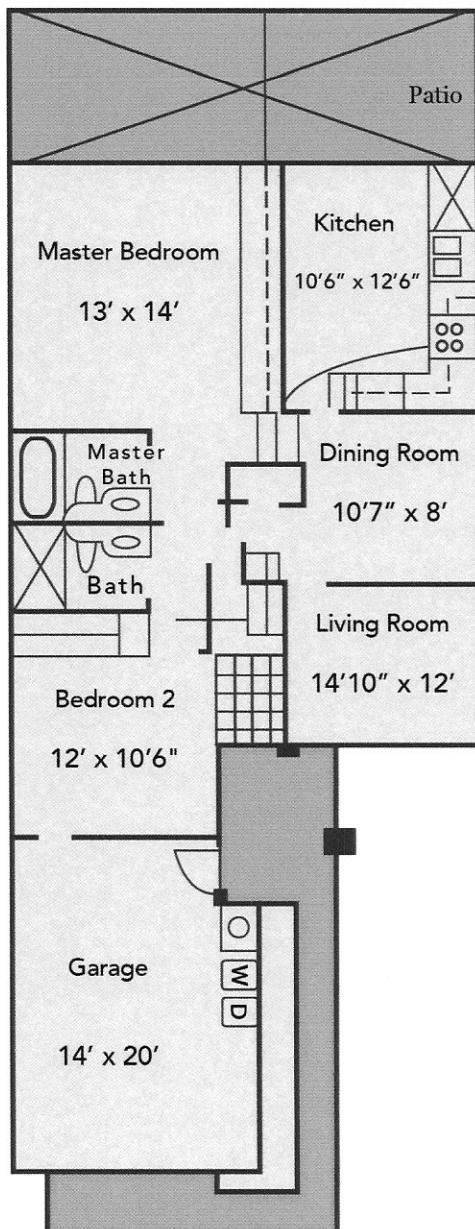 Patio
Kitchen
10'6" x 12'6"
Master Bedroom
13' x 14'
Master
Bath
Dining Room
10'7" x 8'
Bath
Living Room
14'10" x 12'
Bedroom 2
12' x 10'6"
Garage
14' x 20'
W
D